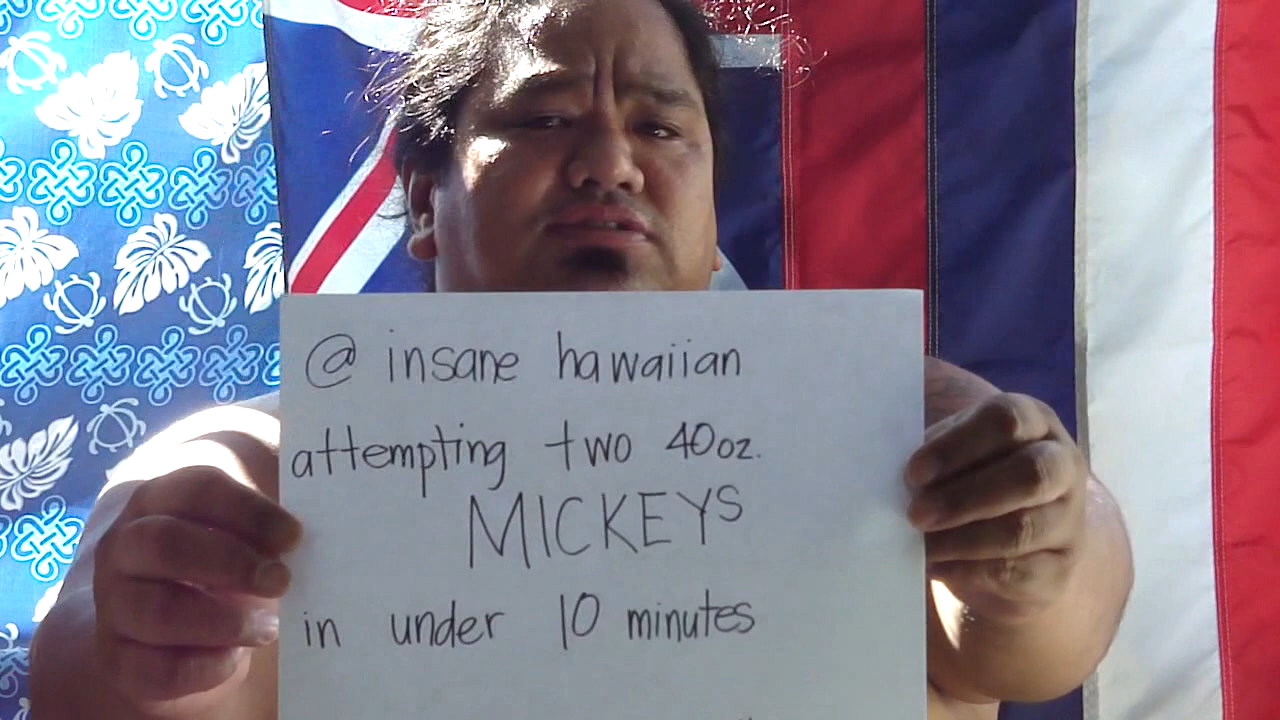 @ insane hawaiian
attempting two 40oz.
MICKEYS
in under 10 minutes